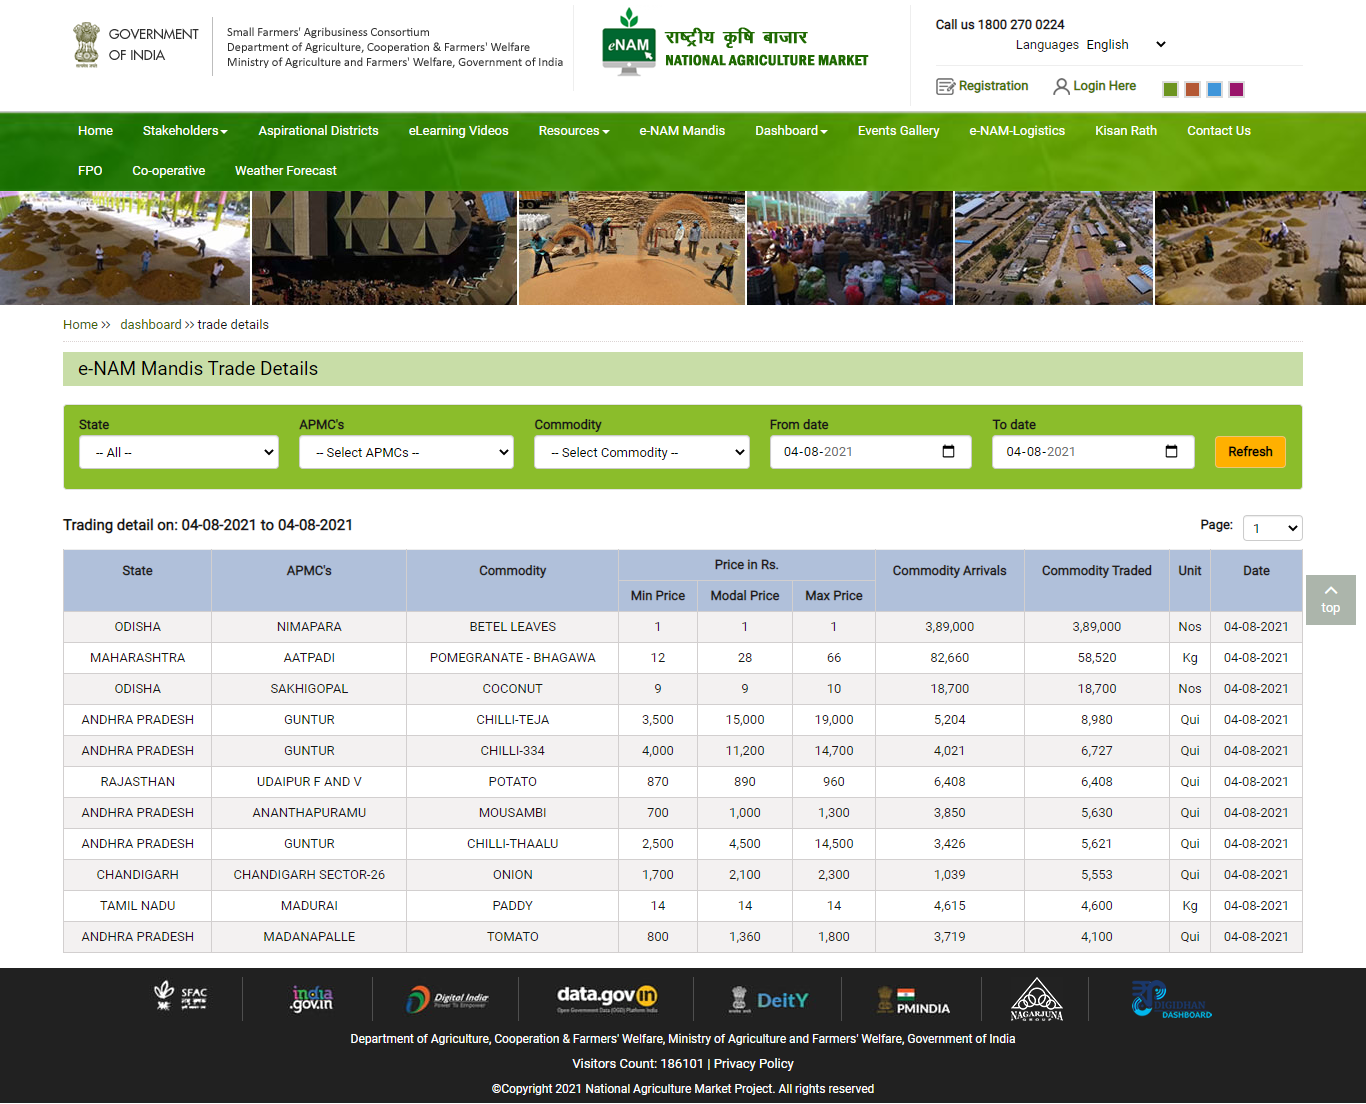 GOVERNMENT
OF INDIA
Small Farmers' Agribusiness Consortium
Department of Agriculture, Cooperation & Farmers' Welfare
Ministry of Agriculture and Farmers' Welfare, Government of India
eNAM
राष्ट्रीय कृषि बाजार
NATIONAL AGRICULTURE MARKET
Call us 1800 270 0224
Languages English
Registration Login Here
Home Stakeholders Aspirational Districts eLearning Videos Resources e-NAM Mandis Dashboard Events Gallery e-NAM-Logistics Kisan Rath Contact Us
FPO Co-operative Weather Forecast
Home >> dashboard >> trade details
e-NAM Mandis Trade Details
State APMC's Commodity From date To date
-- All -- -- Select APMCs -- -- Select Commodity -- 04-08-2021 04-08-2021 Refresh
Trading detail on: 04-08-2021 to 04-08-2021 Page: 1
State APMC's Commodity Price in Rs. Commodity Arrivals Commodity Traded Unit Date
Min Price Modal Price Max Price
ODISHA NIMAPARA BETEL LEAVES 1 1 1 3,89,000 3,89,000 Nos 04-08-2021
MAHARASHTRA AATPADI POMEGRANATE - BHAGAWA 12 28 66 82,660 58,520 Kg 04-08-2021
ODISHA SAKHIGOPAL COCONUT 9 9 10 18,700 18,700 Nos 04-08-2021
ANDHRA PRADESH GUNTUR CHILLI-TEJA 3,500 15,000 19,000 5,204 8,980 Qui 04-08-2021
ANDHRA PRADESH GUNTUR CHILLI-334 4,000 11,200 14,700 4,021 6,727 Qui 04-08-2021
RAJASTHAN UDAIPUR F AND V POTATO 870 890 960 6,408 6,408 Qui 04-08-2021
ANDHRA PRADESH ANANTHAPURAMU MOUSAMBI 700 1,000 1,300 3,850 5,630 Qui 04-08-2021
ANDHRA PRADESH GUNTUR CHILLI-THAALU 2,500 4,500 14,500 3,426 5,621 Qui 04-08-2021
CHANDIGARH CHANDIGARH SECTOR-26 ONION 1,700 2,100 2,300 1,039 5,553 Qui 04-08-2021
TAMIL NADU MADURAI PADDY 14 14 14 4,615 4,600 Kg 04-08-2021
ANDHRA PRADESH MADANAPALLE TOMATO 800 1,360 1,800 3,719 4,100 Qui 04-08-2021
top
SFAC
india
.gov.in
Digital India
Power To Empower
data.gov in
Open Government Data (OGD) Platform India
DeitY
PMINDIA
NAGARJUNA
GROUP
DIGIDHAN
DASHBOARD
Department of Agriculture, Cooperation & Farmers' Welfare, Ministry of Agriculture and Farmers' Welfare, Government of India
Visitors Count: 186101 | Privacy Policy
©Copyright 2021 National Agriculture Market Project. All rights reserved